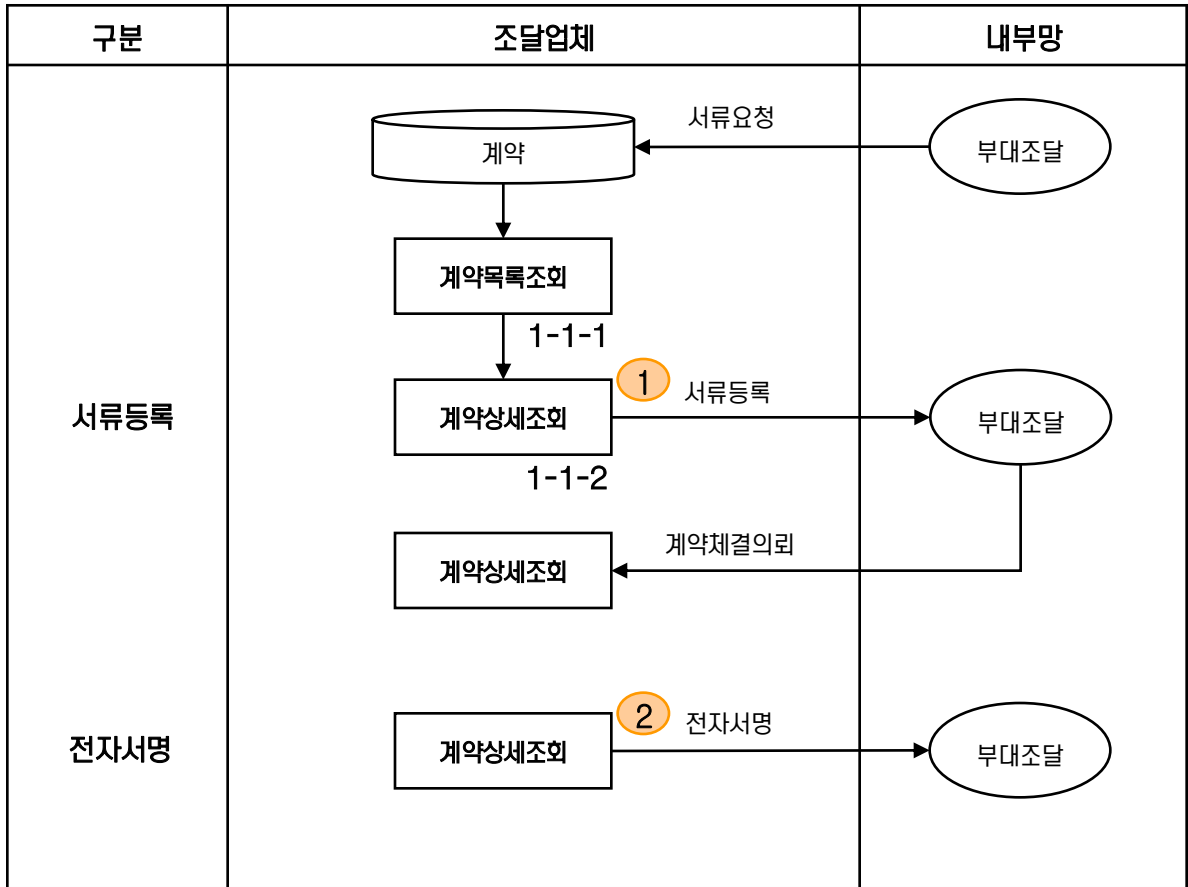 구분
조달업체
내부망
서류요청
계약
부대조달
계약목록조회
1-1-1
1
서류등록
서류등록
계약상세조회
부대조달
1-1-2
계약체결의뢰
계약상세조회
2
전자서명
전자서명
계약상세조회
부대조달